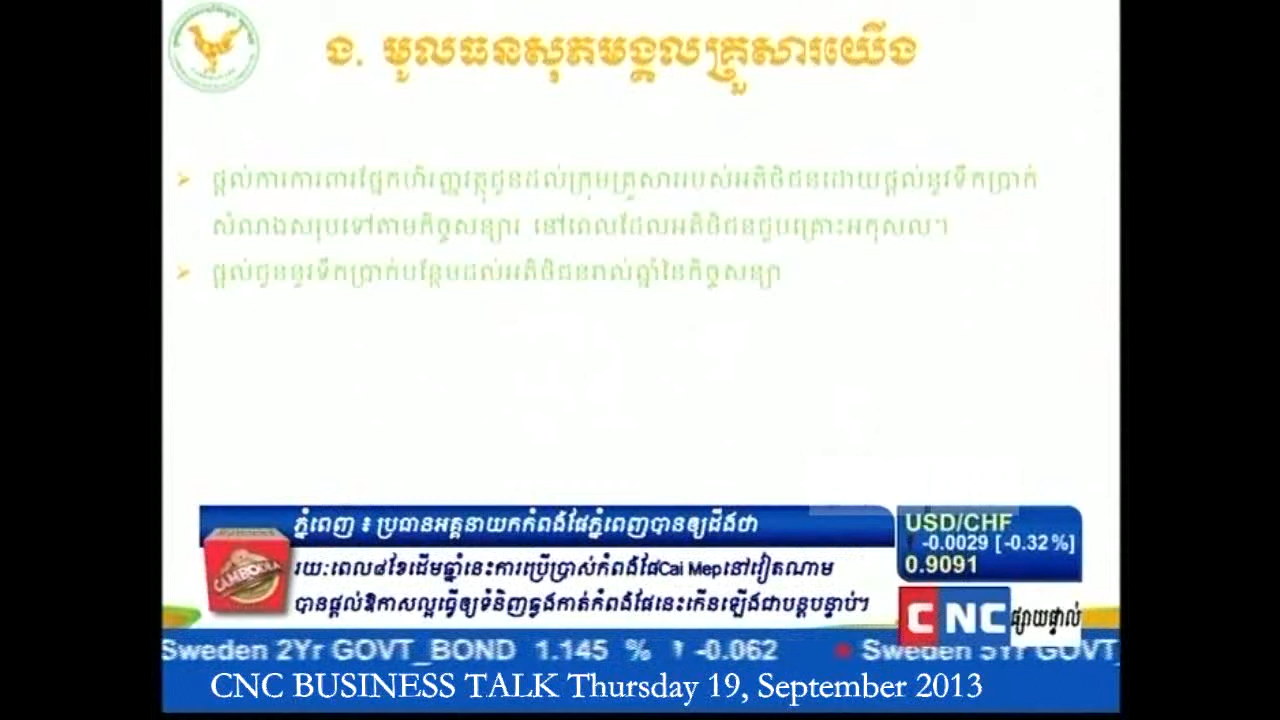 ង. មូលធនសុភមង្គលគ្រួសារយើង
ផ្តល់ការការពារផ្នែកហិរញ្ញវត្ថុជូនដល់ក្រុមគ្រួសាររបស់អតិថិជនដោយផ្តល់នូវទឹកប្រាក់
សំណងសរុបទៅតាមកិច្ចសន្យារ នៅពេលដែលអតិថិជនជួបគ្រោះអកុសល។
ផ្តល់ជូននូវទឹកប្រាក់បន្ថែមដល់អតិថិជនរាល់ឆ្នាំនៃកិច្ចសន្យា
ភ្នំពេញ ៖ ប្រធានអគ្គនាយកកំពង់ផែភ្នំពេញបានឲ្យដឹងថា
រយៈពេល៨ខែដើមឆ្នាំនេះការប្រើប្រាស់កំពង់ផែCai Mepនៅវៀតណាម
បានផ្តល់ឱកាសល្អធ្វើឲ្យទំនិញឆ្លងកាត់កំពង់ផែនេះកើនឡើងជាបន្តបន្ទាប់។
CAMBODIA
USD/CHF
-0.0029 [-0.32%]
0.9091
CNC ផ្សាយផ្ទាល់
Sweden 2Yr GOVT_BOND 1.145 % -0.062 Sweden 5Yr GOVT_
CNC BUSINESS TALK Thursday 19, September 2013